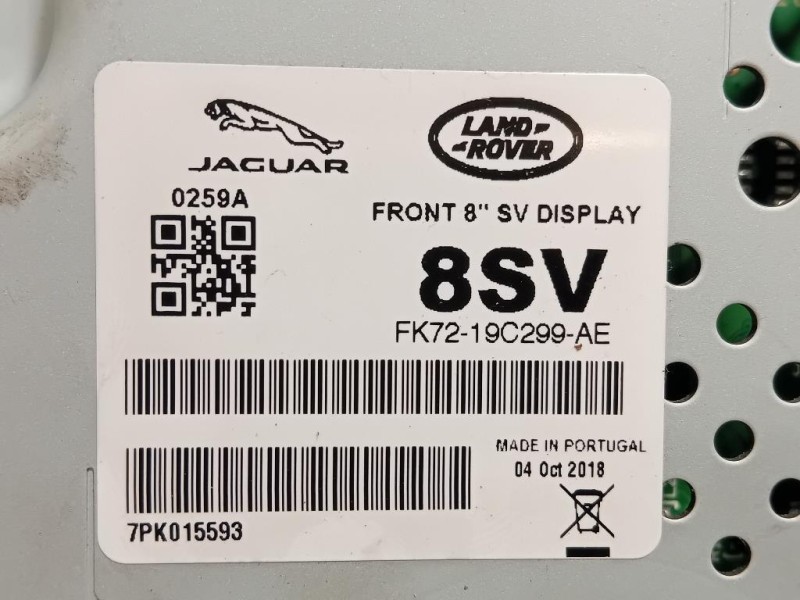 JAGUAR
LAND
ROVER
0259A
FRONT 8" SV DISPLAY
8SV
FK72-19C299-AE
MADE IN PORTUGAL
04 Oct 2018
7PK015593